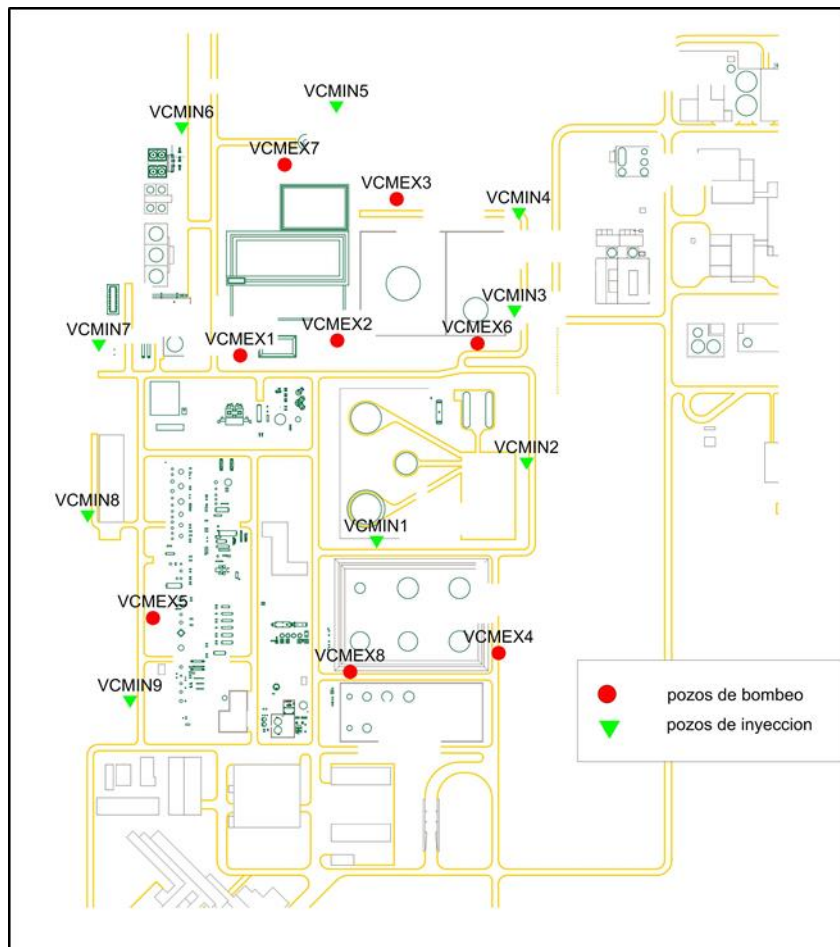 VCMIN5
VCMIN6
VCMEX7
VCMEX3
VCMIN4
VCMIN3
VCMEX2
VCMEX6
VCMEX1
VCMIN7
VCMIN2
VCMIN8
VCMIN1
VCMEX5
VCMEX4
VCMEX8
VCMIN9
pozos de bombeo
pozos de inyeccion